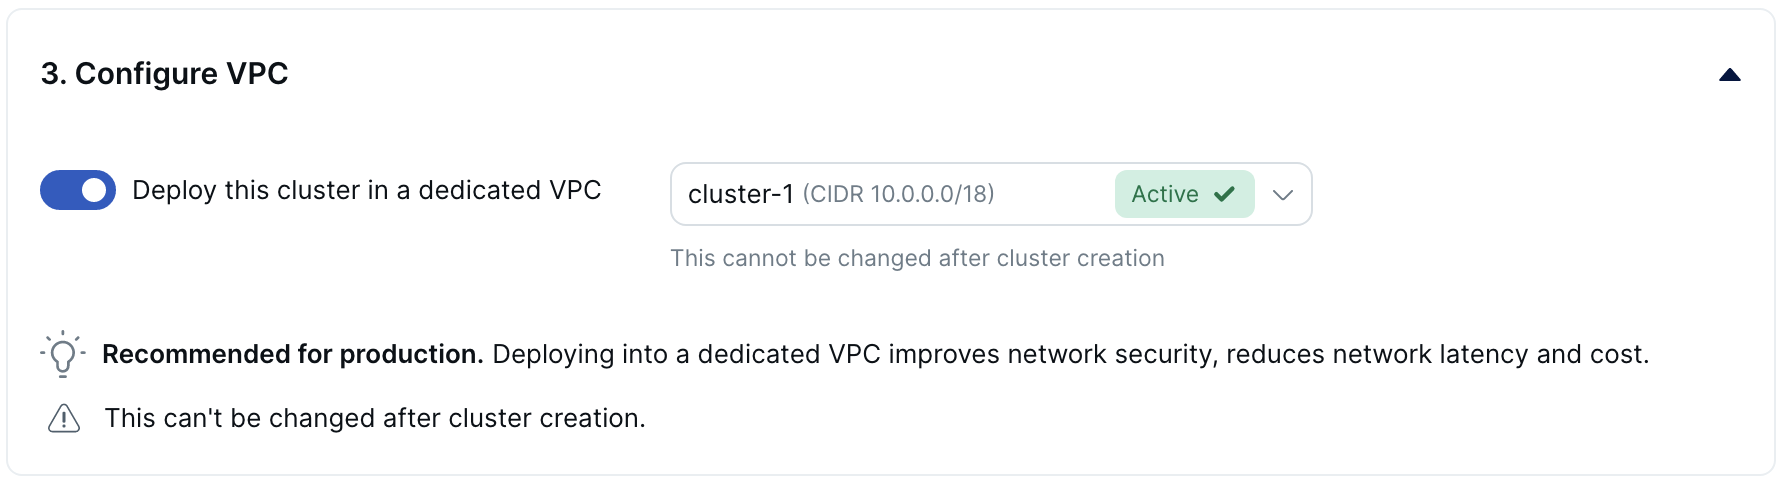 3. Configure VPC
Deploy this cluster in a dedicated VPC
cluster-1 (CIDR 10.0.0.0/18) Active
This cannot be changed after cluster creation
Recommended for production. Deploying into a dedicated VPC improves network security, reduces network latency and cost.
This can't be changed after cluster creation.